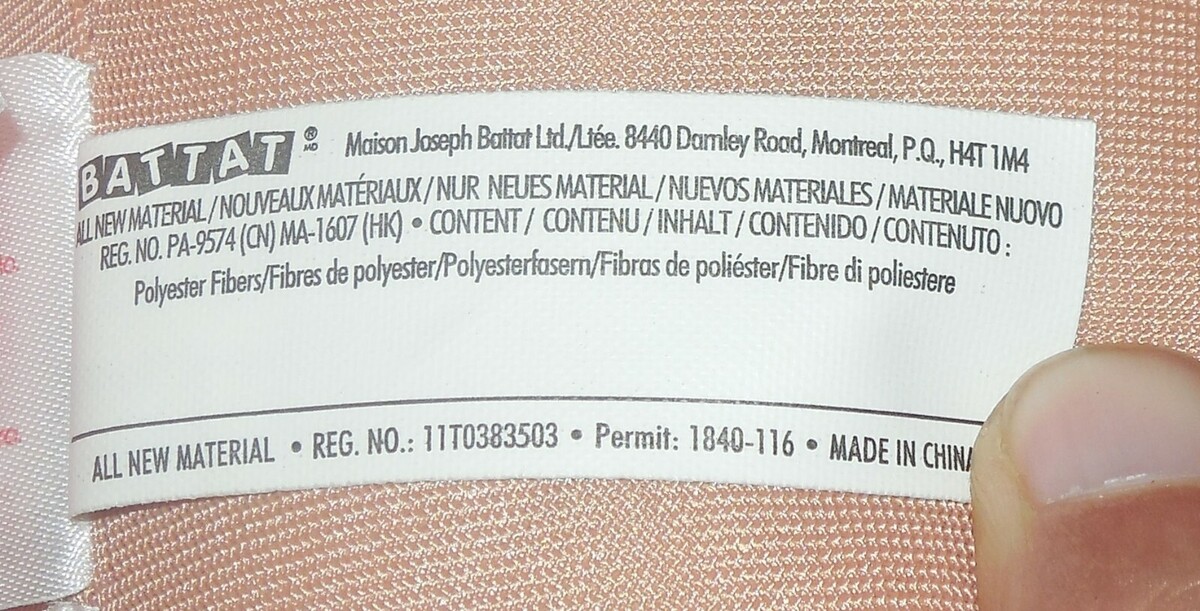 BATTAT ® MD Maison Joseph Battat Ltd./Ltée. 8440 Darnley Road, Montreal, P.Q., H4T 1M4
ALL NEW MATERIAL / NOUVEAUX MATÉRIAUX / NUR NEUES MATERIAL / NUEVOS MATERIALES / MATERIALE NUOVO
REG. NO. PA-9574 (CN) MA-1607 (HK) • CONTENT / CONTENU / INHALT / CONTENIDO / CONTENUTO :
Polyester Fibers/Fibres de polyester/Polyesterfasern/Fibras de poliéster/Fibre di poliestere
ALL NEW MATERIAL • REG. NO.: 11T0383503 • Permit: 1840-116 • MADE IN CHINA